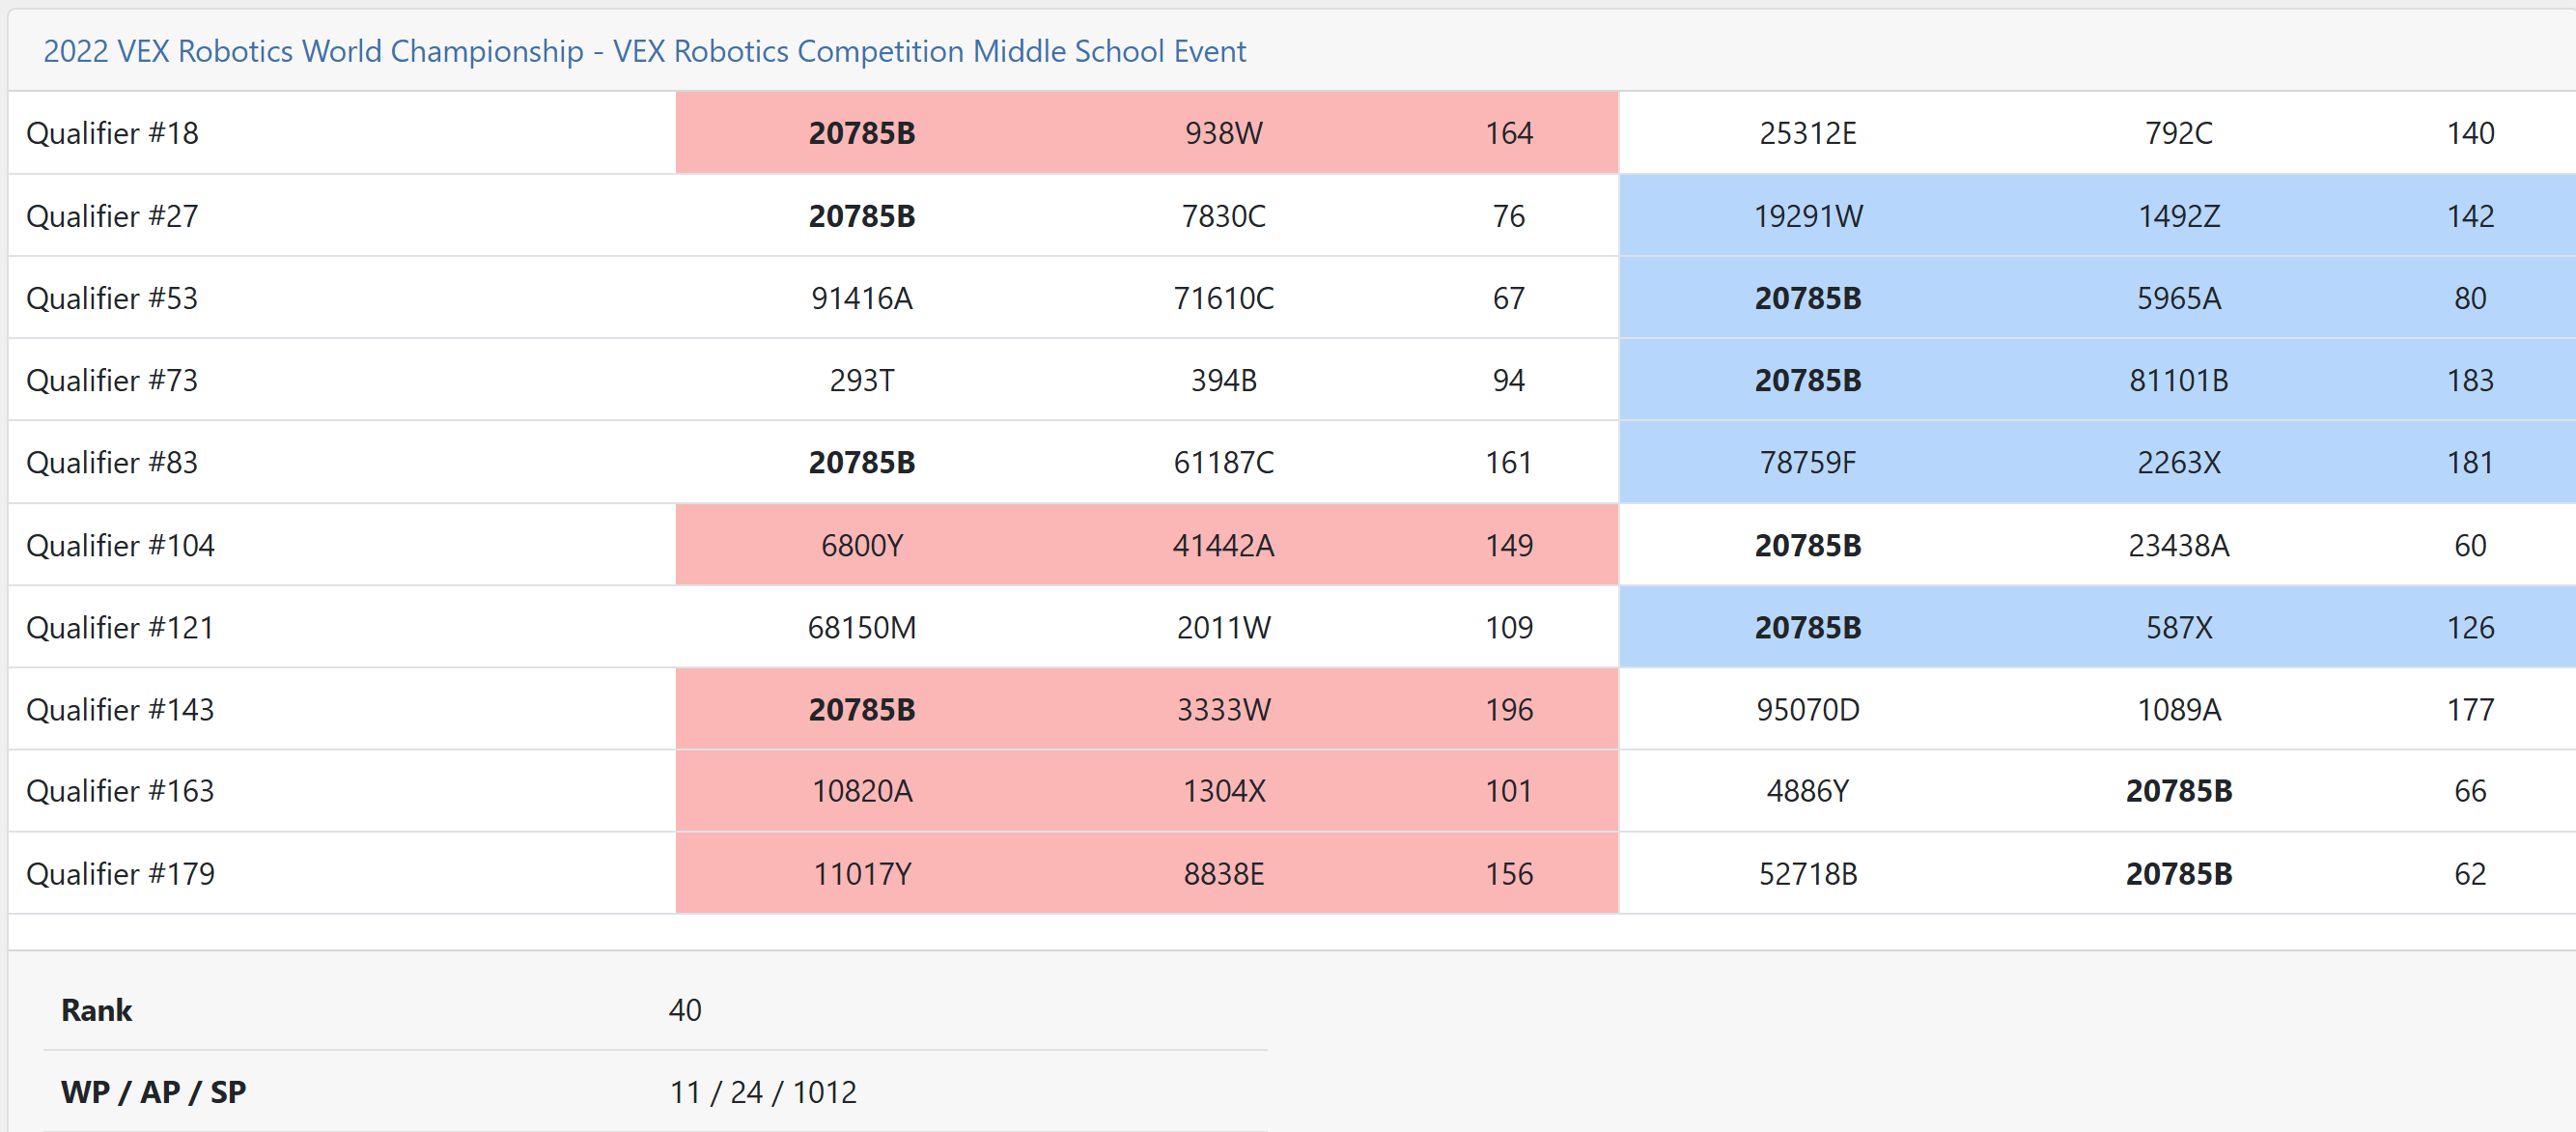 2022 VEX Robotics World Championship - VEX Robotics Competition Middle School Event
Qualifier #18 20785B 938W 164 25312E 792C 140
Qualifier #27 20785B 7830C 76 19291W 1492Z 142
Qualifier #53 91416A 71610C 67 20785B 5965A 80
Qualifier #73 293T 394B 94 20785B 81101B 183
Qualifier #83 20785B 61187C 161 78759F 2263X 181
Qualifier #104 6800Y 41442A 149 20785B 23438A 60
Qualifier #121 68150M 2011W 109 20785B 587X 126
Qualifier #143 20785B 3333W 196 95070D 1089A 177
Qualifier #163 10820A 1304X 101 4886Y 20785B 66
Qualifier #179 11017Y 8838E 156 52718B 20785B 62
Rank 40
WP / AP / SP 11 / 24 / 1012